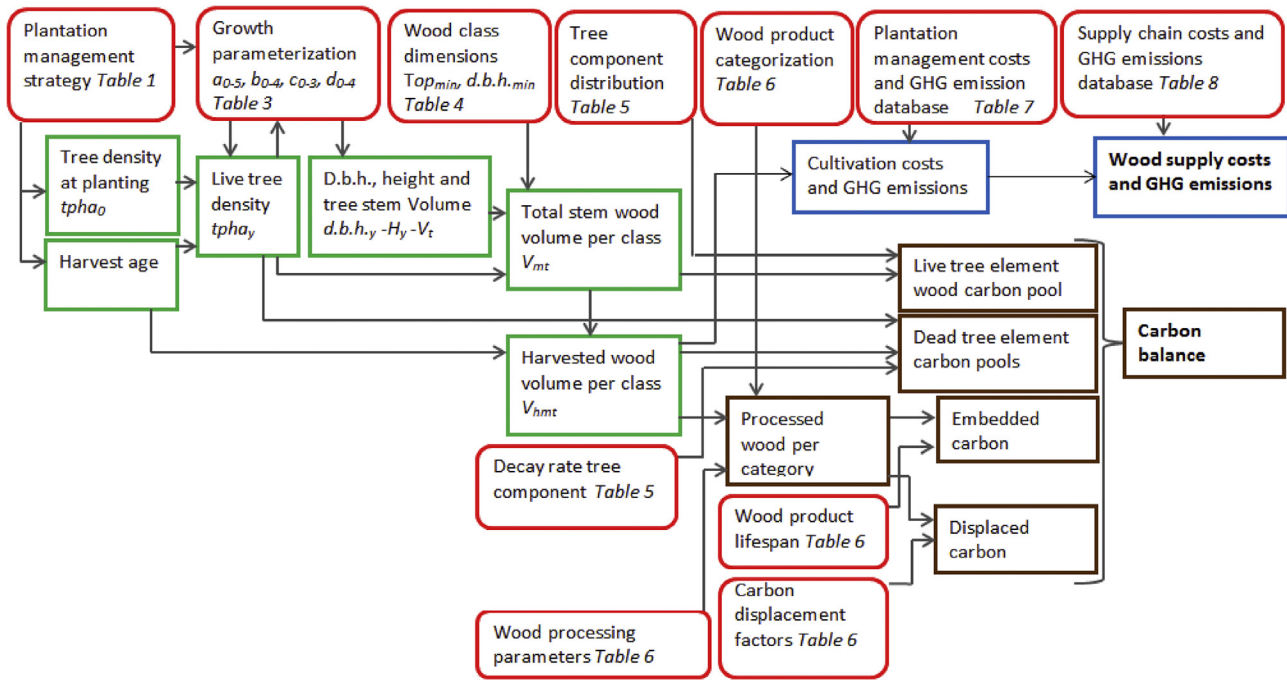 Plantation
management
strategy Table 1
Growth
parameterization
a0-5, b0-4, c0-3, d0-4
Table 3
Wood class
dimensions
Topmin, d.b.h.min
Table 4
Tree
component
distribution
Table 5
Wood product
categorization
Table 6
Plantation
management costs
and GHG emission
database Table 7
Supply chain costs and
GHG emissions
database Table 8
Tree density
at planting
tpha0
Live tree
density
tphay
D.b.h., height and
tree stem Volume
d.b.h.y -Hy -Vt
Cultivation costs
and GHG emissions
Wood supply costs
and GHG emissions
Harvest age
Total stem wood
volume per class
Vmt
Live tree element
wood carbon pool
Dead tree element
carbon pools
Carbon
balance
Harvested wood
volume per class
Vhmt
Processed
wood per
category
Embedded
carbon
Decay rate tree
component Table 5
Wood product
lifespan Table 6
Displaced
carbon
Wood processing
parameters Table 6
Carbon
displacement
factors Table 6